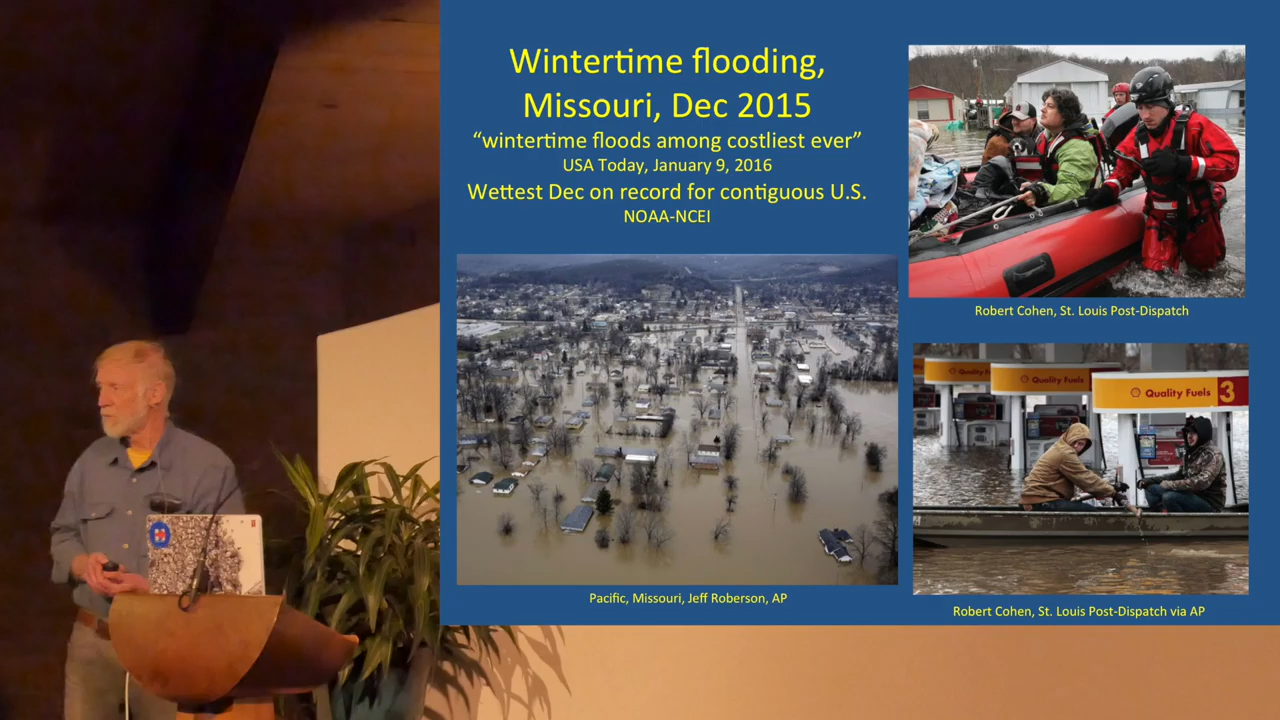 Wintertime flooding,
Missouri, Dec 2015
“wintertime floods among costliest ever”
USA Today, January 9, 2016
Wettest Dec on record for contiguous U.S.
NOAA-NCEI
Robert Cohen, St. Louis Post-Dispatch
Quality Fuels
Quality Fuels 3
Pacific, Missouri, Jeff Roberson, AP
Robert Cohen, St. Louis Post-Dispatch via AP